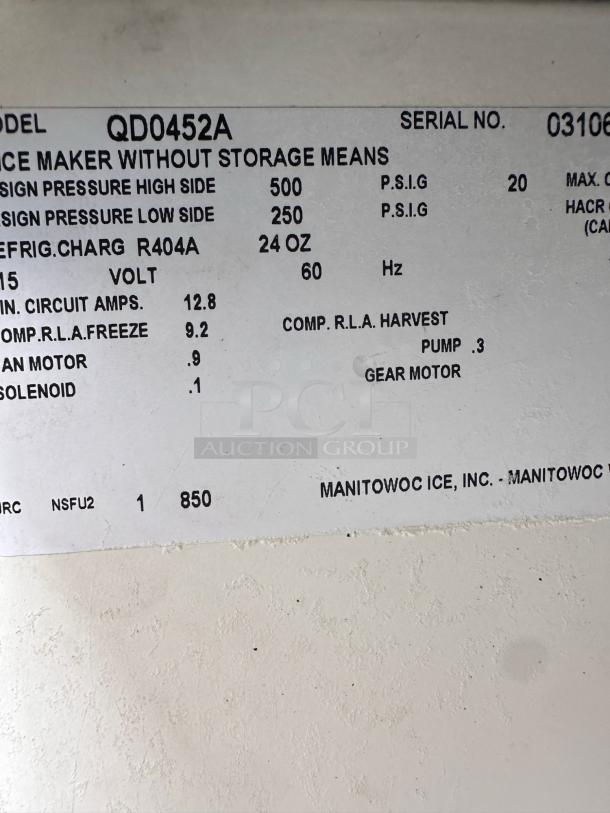 ODEL QD0452A SERIAL NO. 03106
ICE MAKER WITHOUT STORAGE MEANS
SIGN PRESSURE HIGH SIDE 500 P.S.I.G 20 MAX.
SIGN PRESSURE LOW SIDE 250 P.S.I.G HACR
EFRIG.CHARG R404A 24 OZ (CA
15 VOLT 60 Hz
IN. CIRCUIT AMPS. 12.8
OMP.R.L.A.FREEZE 9.2 COMP. R.L.A. HARVEST
AN MOTOR .9 PUMP .3
SOLENOID .1 GEAR MOTOR
PCI
AUCTION GROUP
RC NSFU2 1 850 MANITOWOC ICE, INC. - MANITOWOC